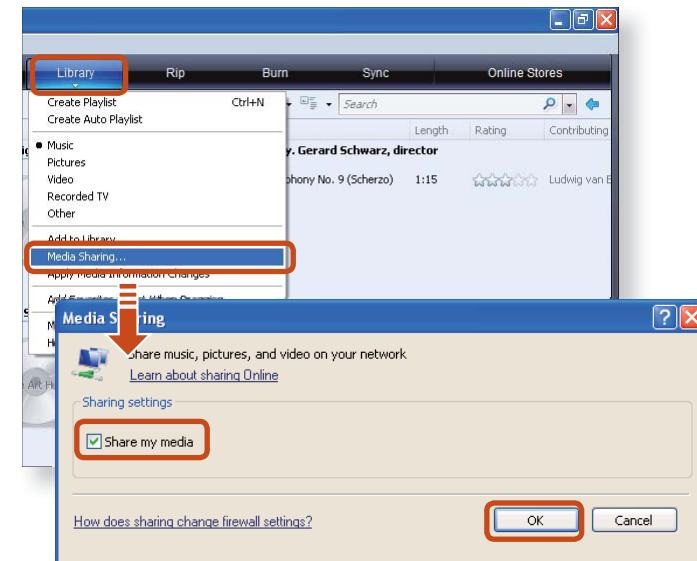 Library Rip Burn Sync Online Stores
Create Playlist Ctrl+N Search
Create Auto Playlist
Length Rating Contributing
Music y. Gerard Schwarz, director
Pictures
Video phony No. 9 (Scherzo) 1:15 Ludwig van B
Recorded TV
Other
Add to Library...
Media Sharing...
Apply Media Information Changes
Media S ring
Share music, pictures, and video on your network
Learn about sharing Online
Sharing settings
Share my media
How does sharing change firewall settings? OK Cancel